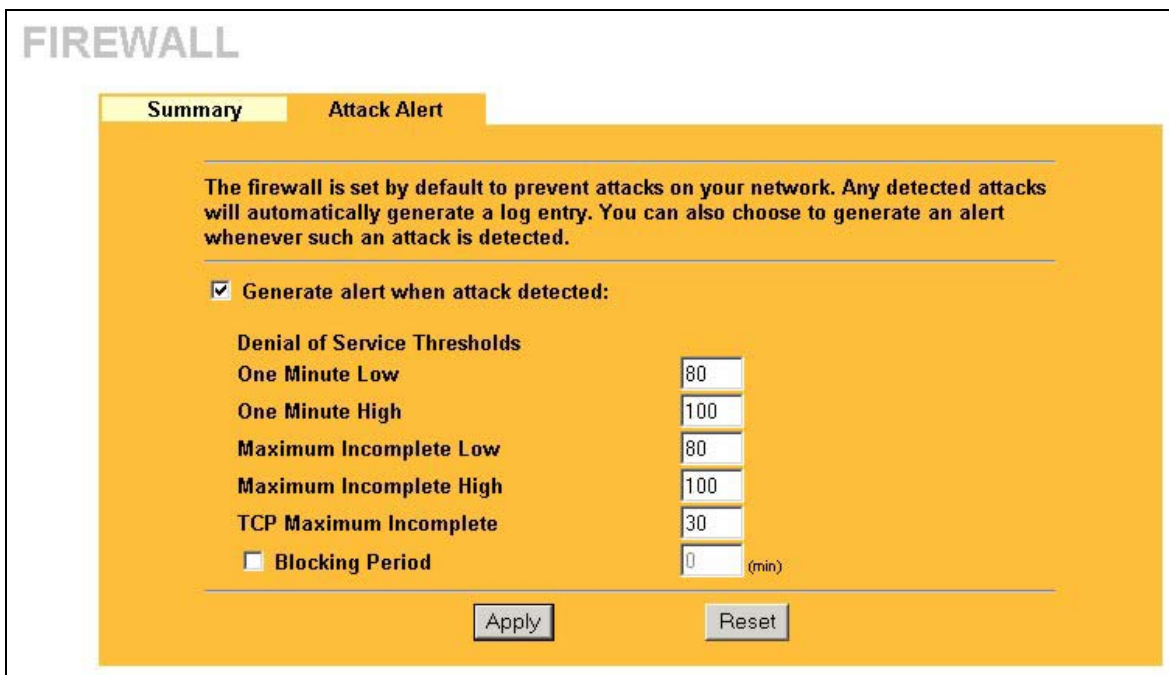 FIREWALL
Summary Attack Alert
The firewall is set by default to prevent attacks on your network. Any detected attacks
will automatically generate a log entry. You can also choose to generate an alert
whenever such an attack is detected.
Generate alert when attack detected:
Denial of Service Thresholds
One Minute Low 80
One Minute High 100
Maximum Incomplete Low 80
Maximum Incomplete High 100
TCP Maximum Incomplete 30
Blocking Period 0 (min)
Apply Reset